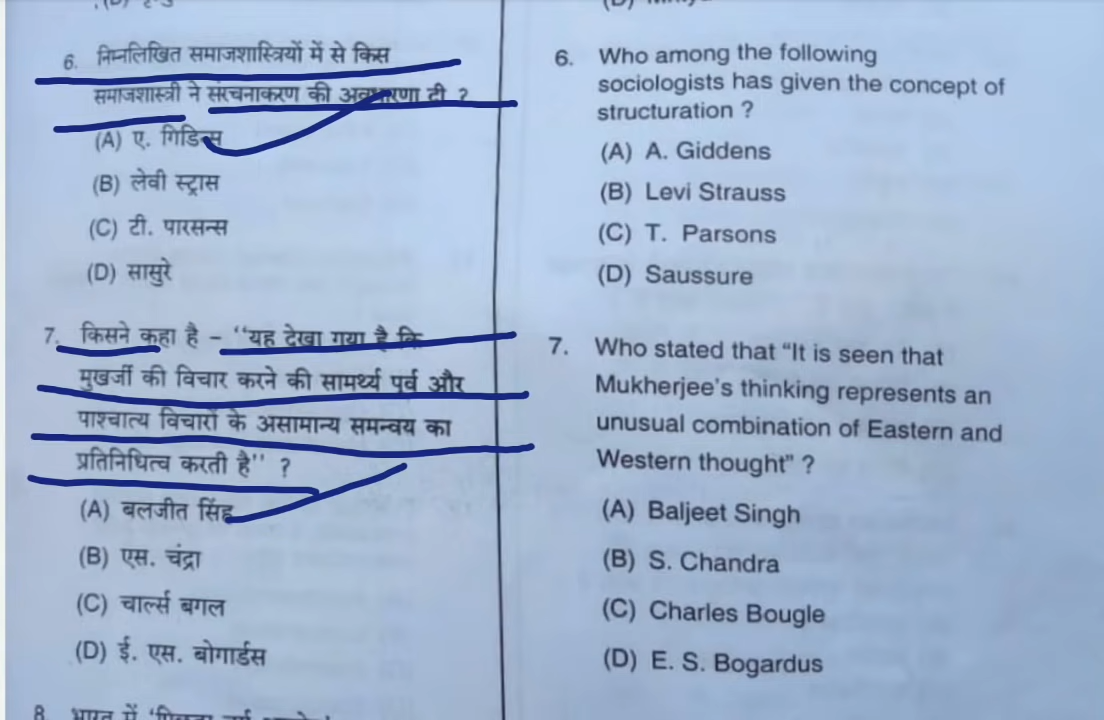 6. निम्नलिखित समाजशास्त्रियों में से किस
समाजशास्त्री ने संरचनाकरण की अवधारणा दी ?
(A) ए. गिडिन्स
(B) लेवी स्ट्रास
(C) टी. पारसन्स
(D) सासुरे
7. किसने कहा है – ‘‘यह देखा गया है कि
मुखर्जी की विचार करने की सामर्थ्य पूर्व और
पाश्चात्य विचारों के असामान्य समन्वय का
प्रतिनिधित्व करती है’’ ?
(A) बलजीत सिंह
(B) एस. चंद्रा
(C) चार्ल्स बगल
(D) ई. एस. बोगार्डस
8. भारत में
6. Who among the following
sociologists has given the concept of
structuration ?
(A) A. Giddens
(B) Levi Strauss
(C) T. Parsons
(D) Saussure
7. Who stated that “It is seen that
Mukherjee’s thinking represents an
unusual combination of Eastern and
Western thought” ?
(A) Baljeet Singh
(B) S. Chandra
(C) Charles Bougle
(D) E. S. Bogardus